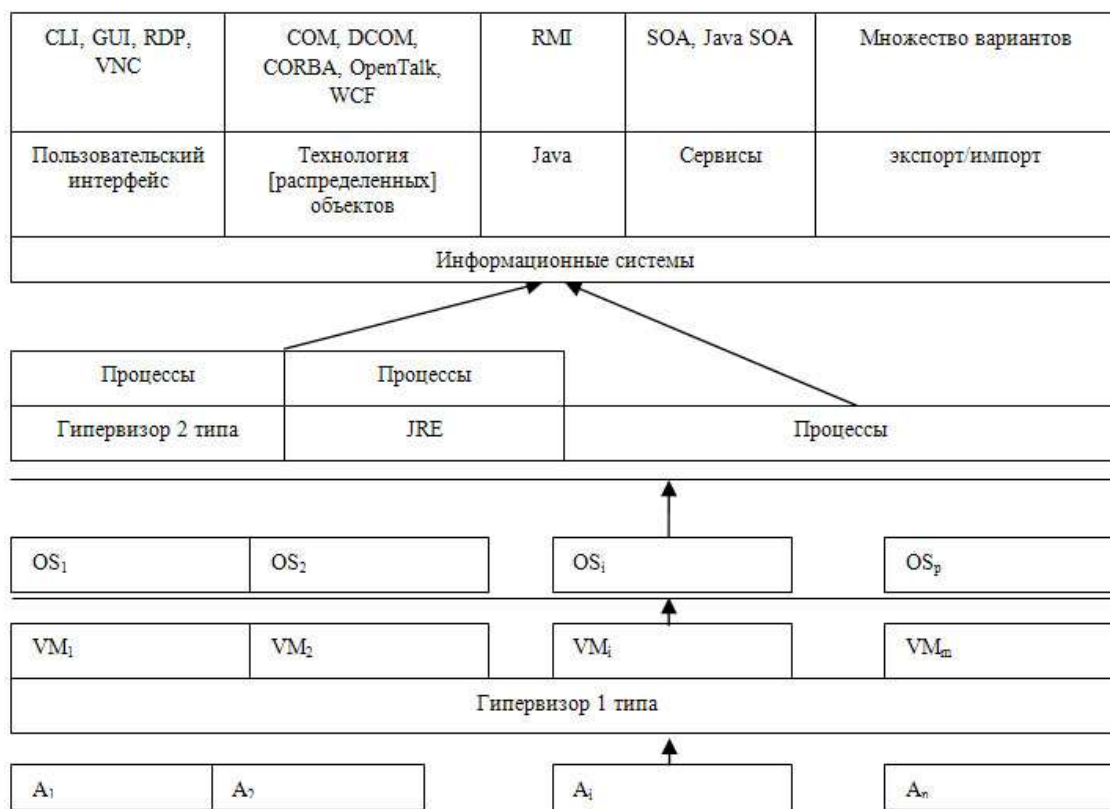 CLI, GUI, RDP,
VNC
COM, DCOM,
CORBA, OpenTalk,
WCF
RMI
SOA, Java SOA
Множество вариантов
Пользовательский
интерфейс
Технология
[распределенных]
объектов
Java
Сервисы
экспорт/импорт
Информационные системы
Процессы
Процессы
Гипервизор 2 типа
JRE
Процессы
OS₁
OS₂
OSᵢ
OSₚ
VM₁
VM₂
VMᵢ
VMₘ
Гипервизор 1 типа
A₁
A₂
Aᵢ
Aₙ